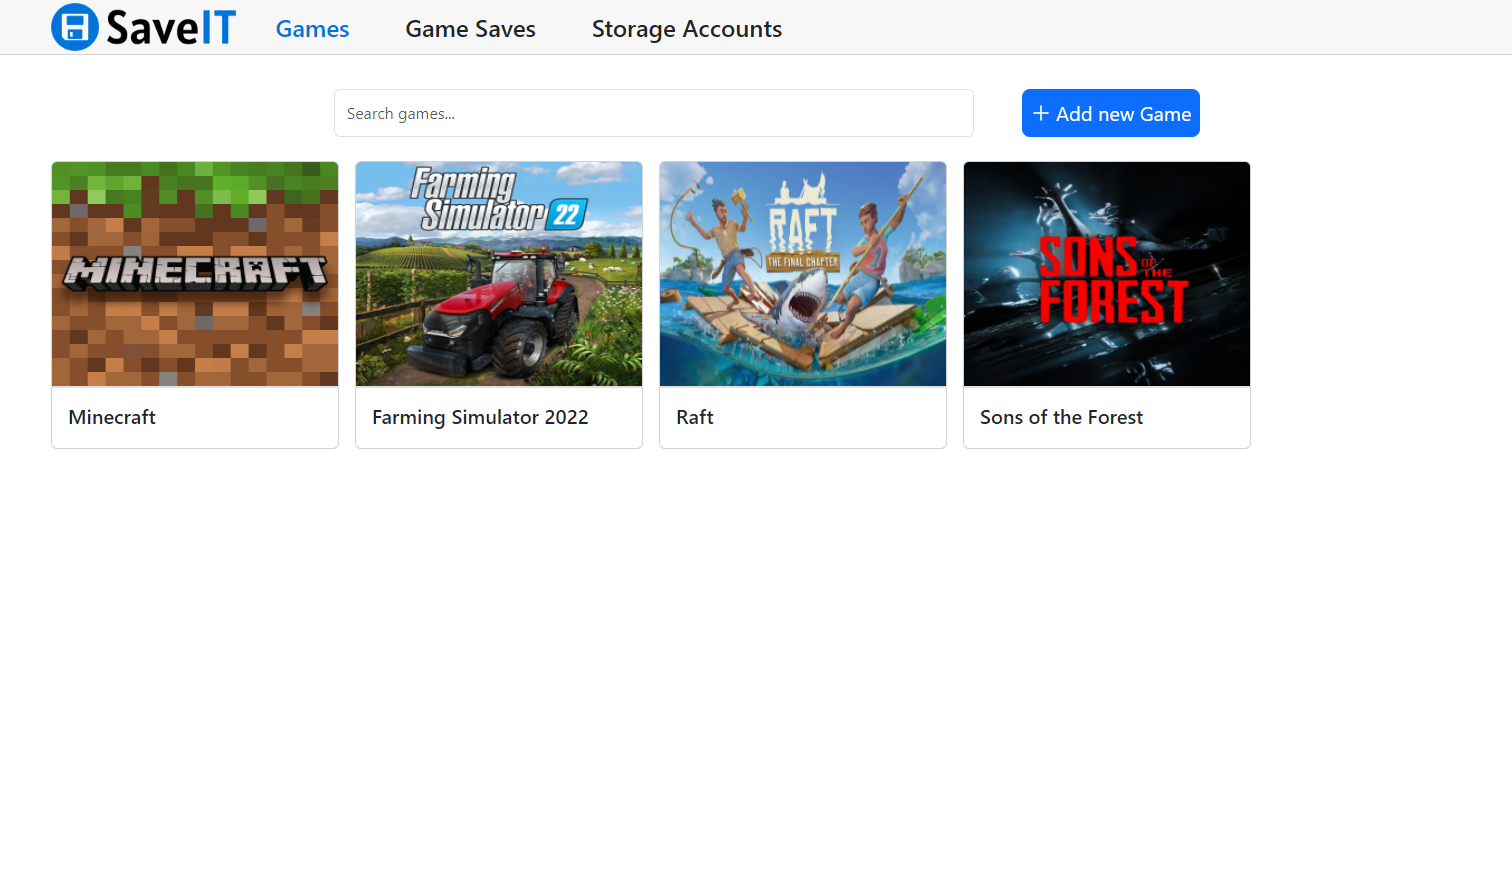 SaveIT Games Game Saves Storage Accounts
Search games...
+ Add new Game
MINECRAFT
Farming
Simulator 22
RAFT
THE FINAL CHAPTER
SONS OF THE
FOREST
Minecraft
Farming Simulator 2022
Raft
Sons of the Forest